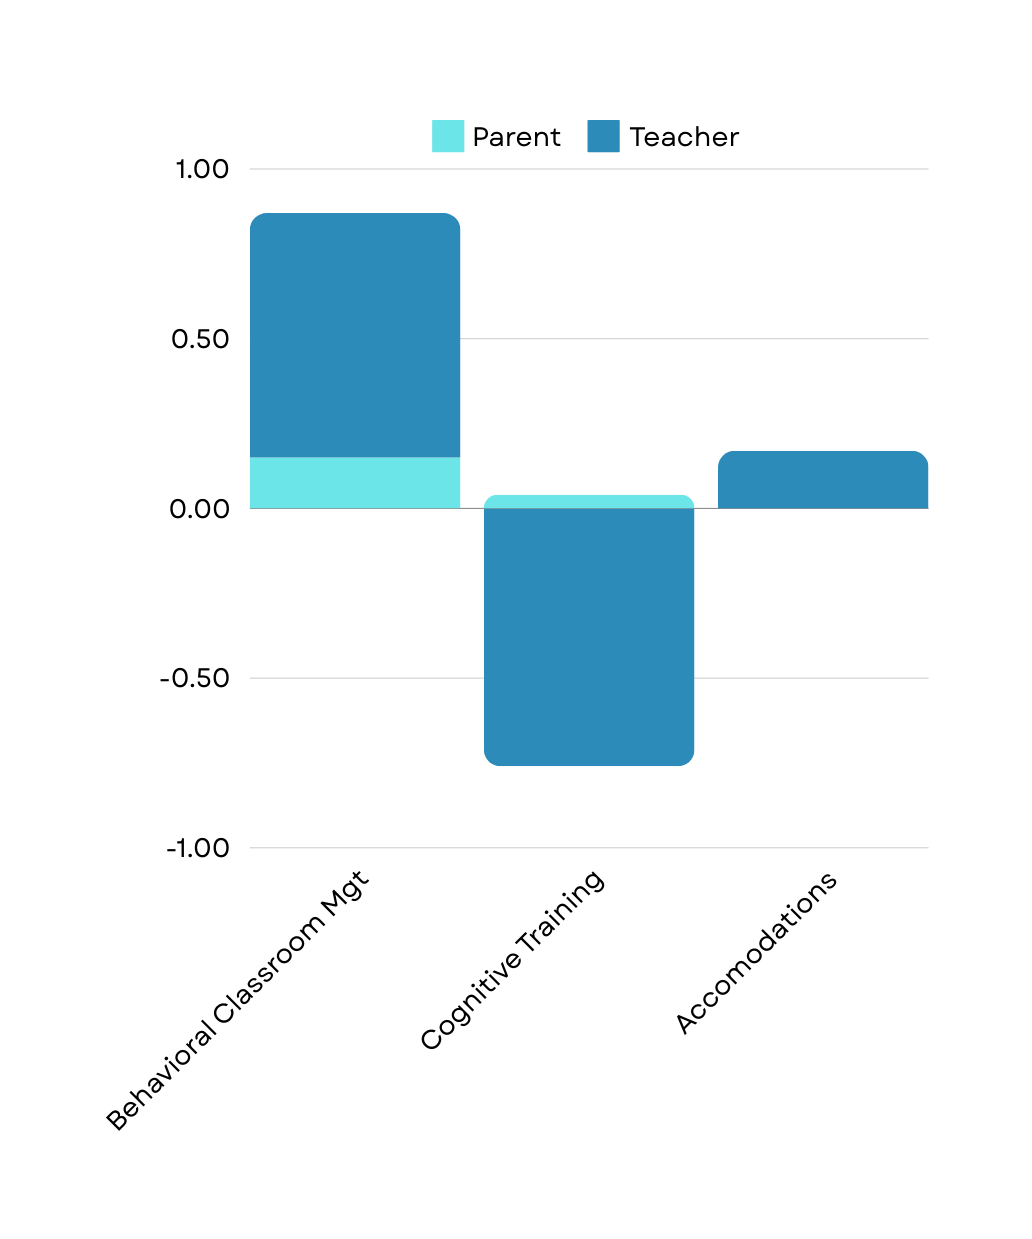 Parent Teacher
1.00
0.50
0.00
-0.50
-1.00
Behavioral Classroom Mgt
Cognitive Training
Accomodations